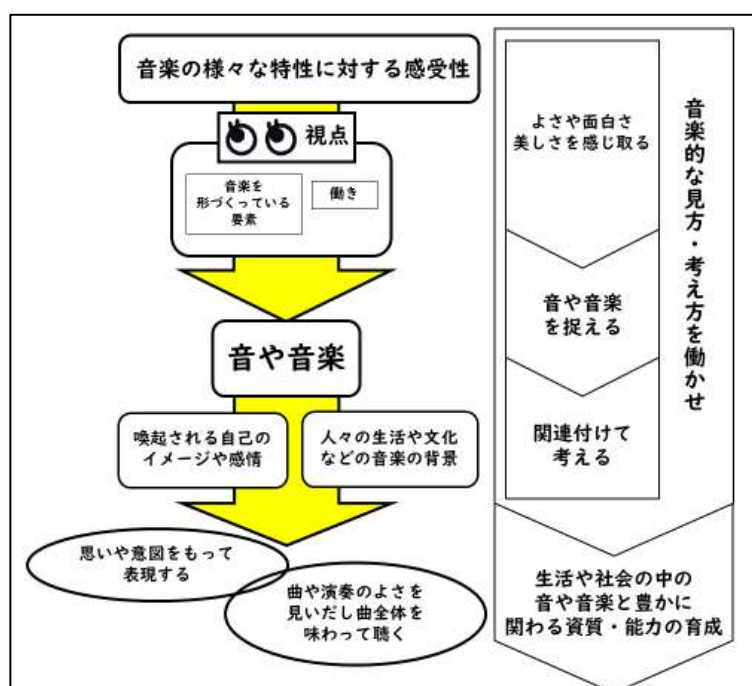 音楽の様々な特性に対する感受性
視点
音楽を
形づくっている
要素
働き
音や音楽
喚起される自己の
イメージや感情
人々の生活や文化
などの音楽の背景
思いや意図をもって
表現する
曲や演奏のよさを
見いだし曲全体を
味わって聴く
よさや面白さ
美しさを感じ取る
音や音楽
を捉える
関連付けて
考える
音楽的な見方・考え方を働かせ
生活や社会の中の
音や音楽と豊かに
関わる資質・能力の育成